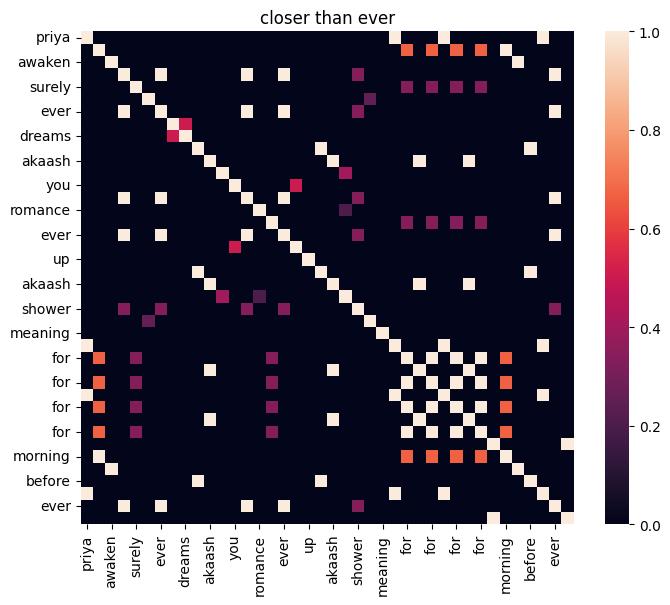 closer than ever
priya
awaken
surely
ever
dreams
akaash
you
romance
ever
up
akaash
shower
meaning
for
for
for
for
morning
before
ever
priya
awaken
surely
ever
dreams
akaash
you
romance
ever
up
akaash
shower
meaning
for
for
for
for
morning
before
ever
1.0
0.8
0.6
0.4
0.2
0.0